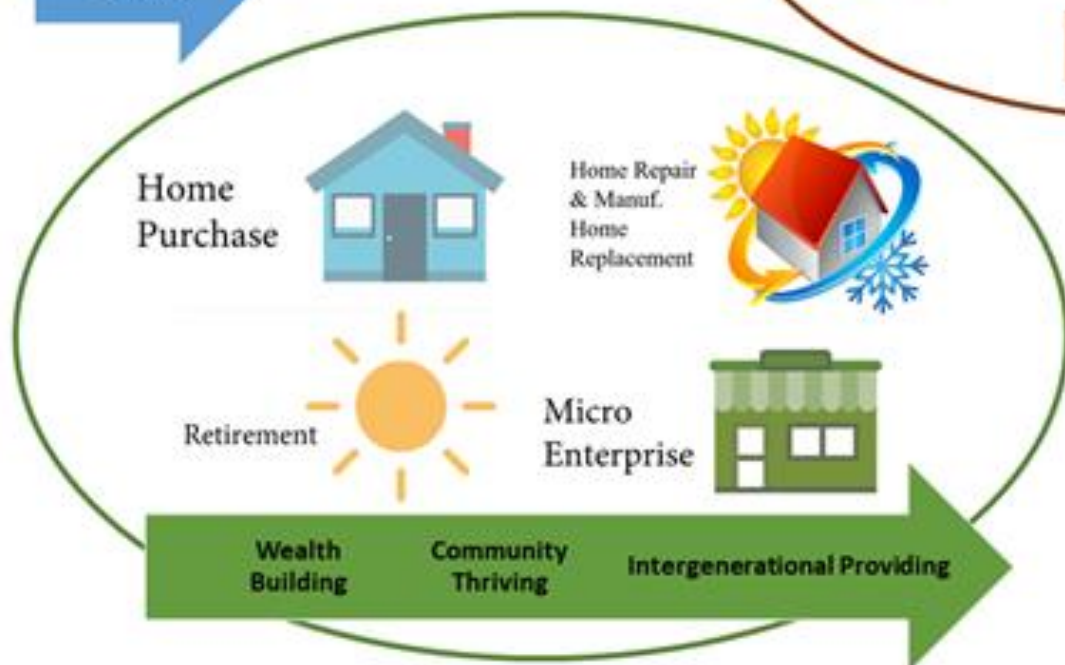 Home
Purchase
Home Repair
& Manuf.
Home
Replacement
Retirement
Micro
Enterprise
Wealth
Building
Community
Thriving
Intergenerational Providing